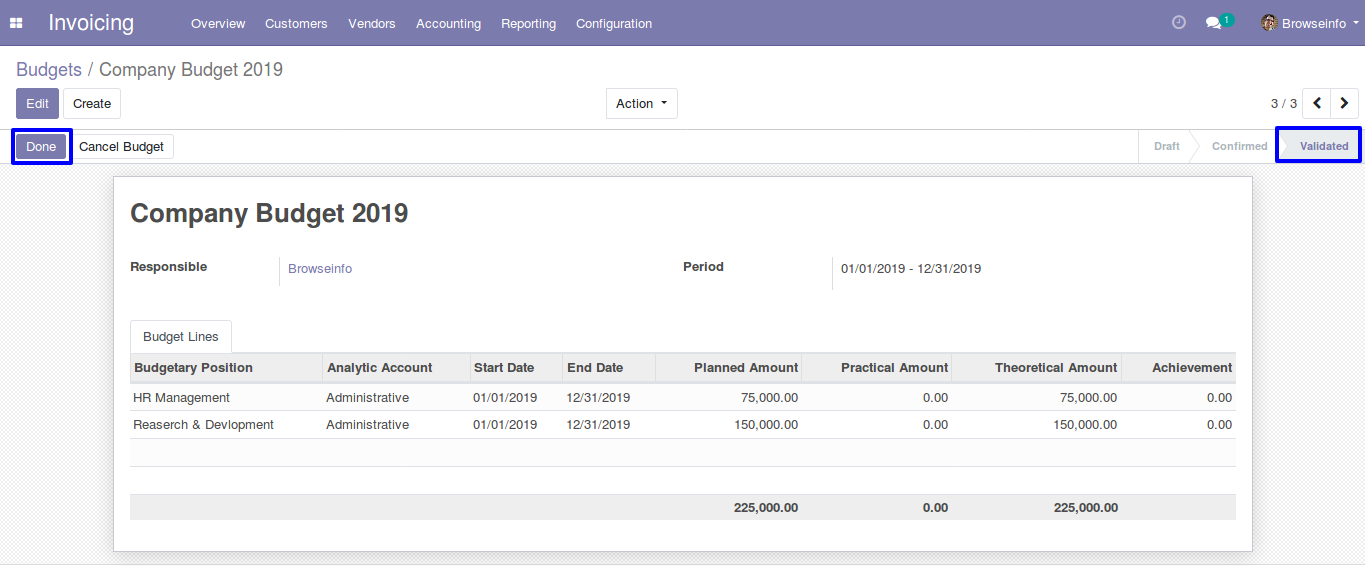 Invoicing Overview Customers Vendors Accounting Reporting Configuration 1 Browseinfo
Budgets / Company Budget 2019
Edit Create Action 3 / 3
Done Cancel Budget Draft Confirmed Validated
Company Budget 2019
Responsible Browseinfo Period 01/01/2019 - 12/31/2019
Budget Lines
Budgetary Position Analytic Account Start Date End Date Planned Amount Practical Amount Theoretical Amount Achievement
HR Management Administrative 01/01/2019 12/31/2019 75,000.00 0.00 75,000.00 0.00
Reaserch & Devlopment Administrative 01/01/2019 12/31/2019 150,000.00 0.00 150,000.00 0.00
225,000.00 0.00 225,000.00